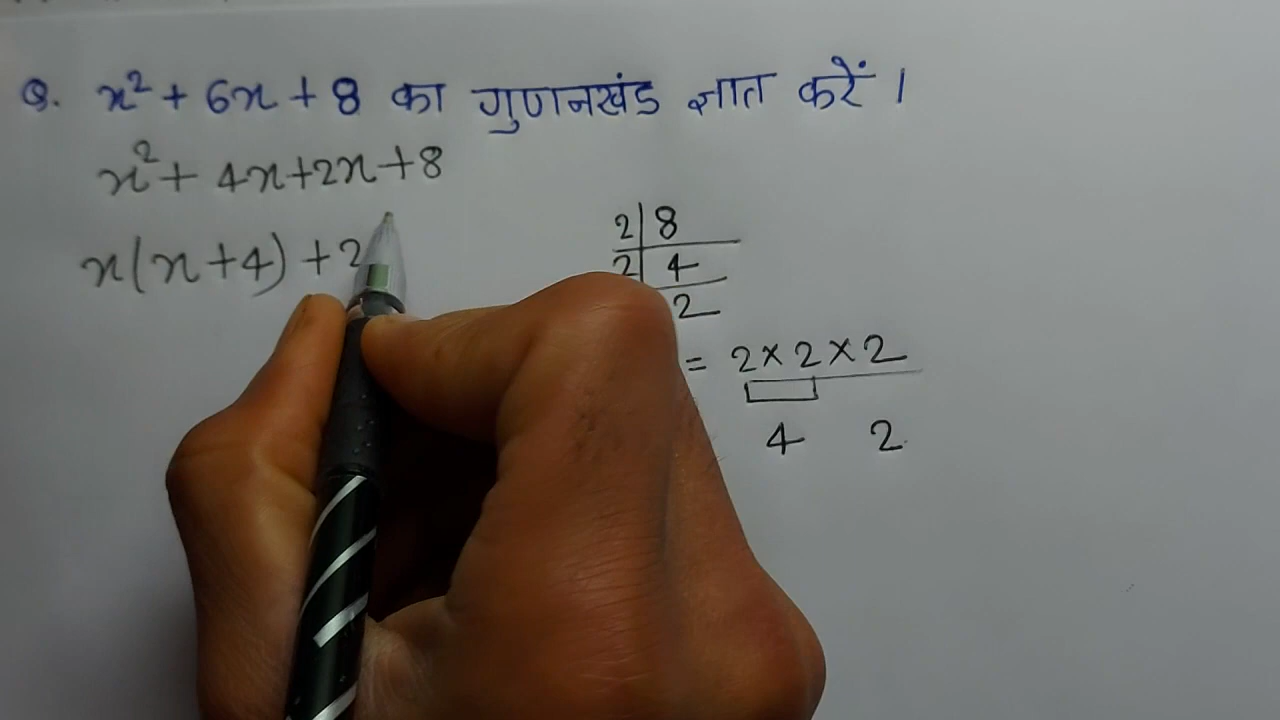 Q. x² + 6x + 8 का गुणनखंड ज्ञात करें ।
x² + 4x + 2x + 8
x(x + 4) + 2
2 | 8
2 | 4
2
= 2 × 2 × 2
4 2